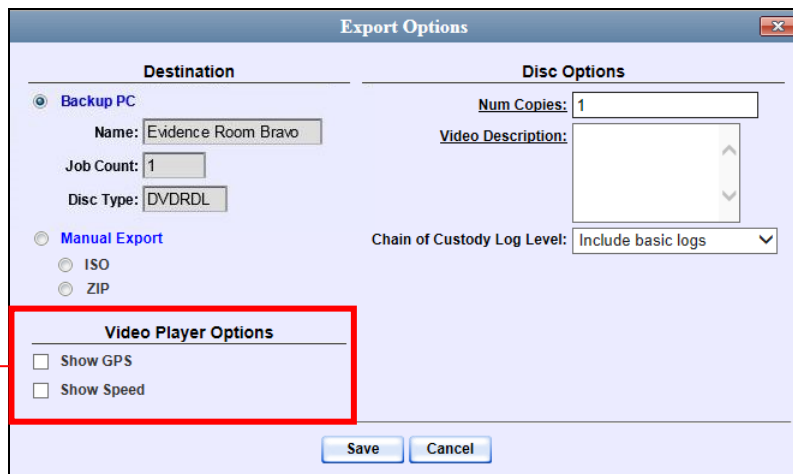 Export Options
Destination
Backup PC
Name: Evidence Room Bravo
Job Count: 1
Disc Type: DVDRDL
Manual Export
ISO
ZIP
Video Player Options
Show GPS
Show Speed
Disc Options
Num Copies: 1
Video Description:
Chain of Custody Log Level: Include basic logs
Save Cancel